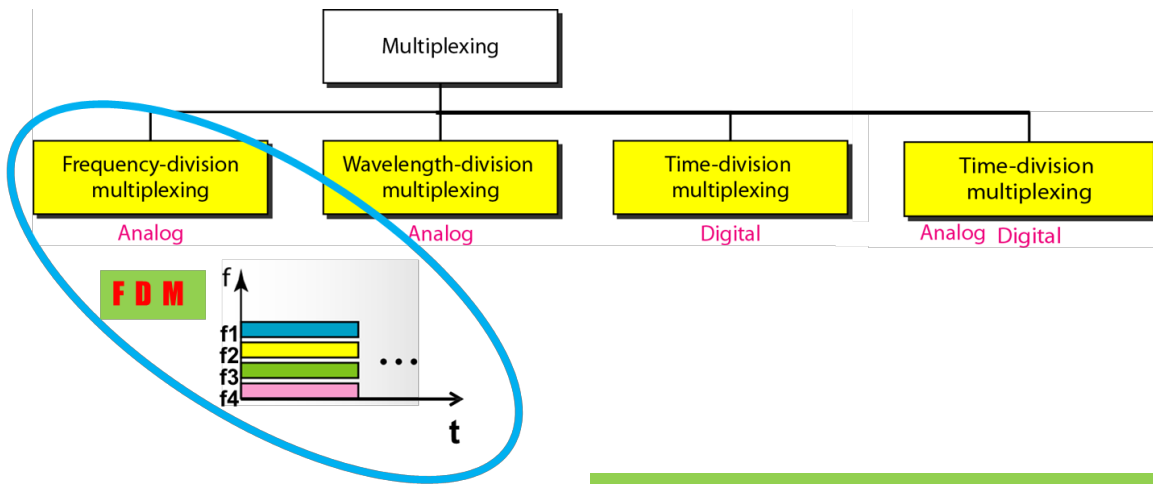 Multiplexing
Frequency-division
multiplexing
Analog
Wavelength-division
multiplexing
Analog
Time-division
multiplexing
Digital
Time-division
multiplexing
Analog Digital
F D M
f
f1
f2
f3
f4
...
t